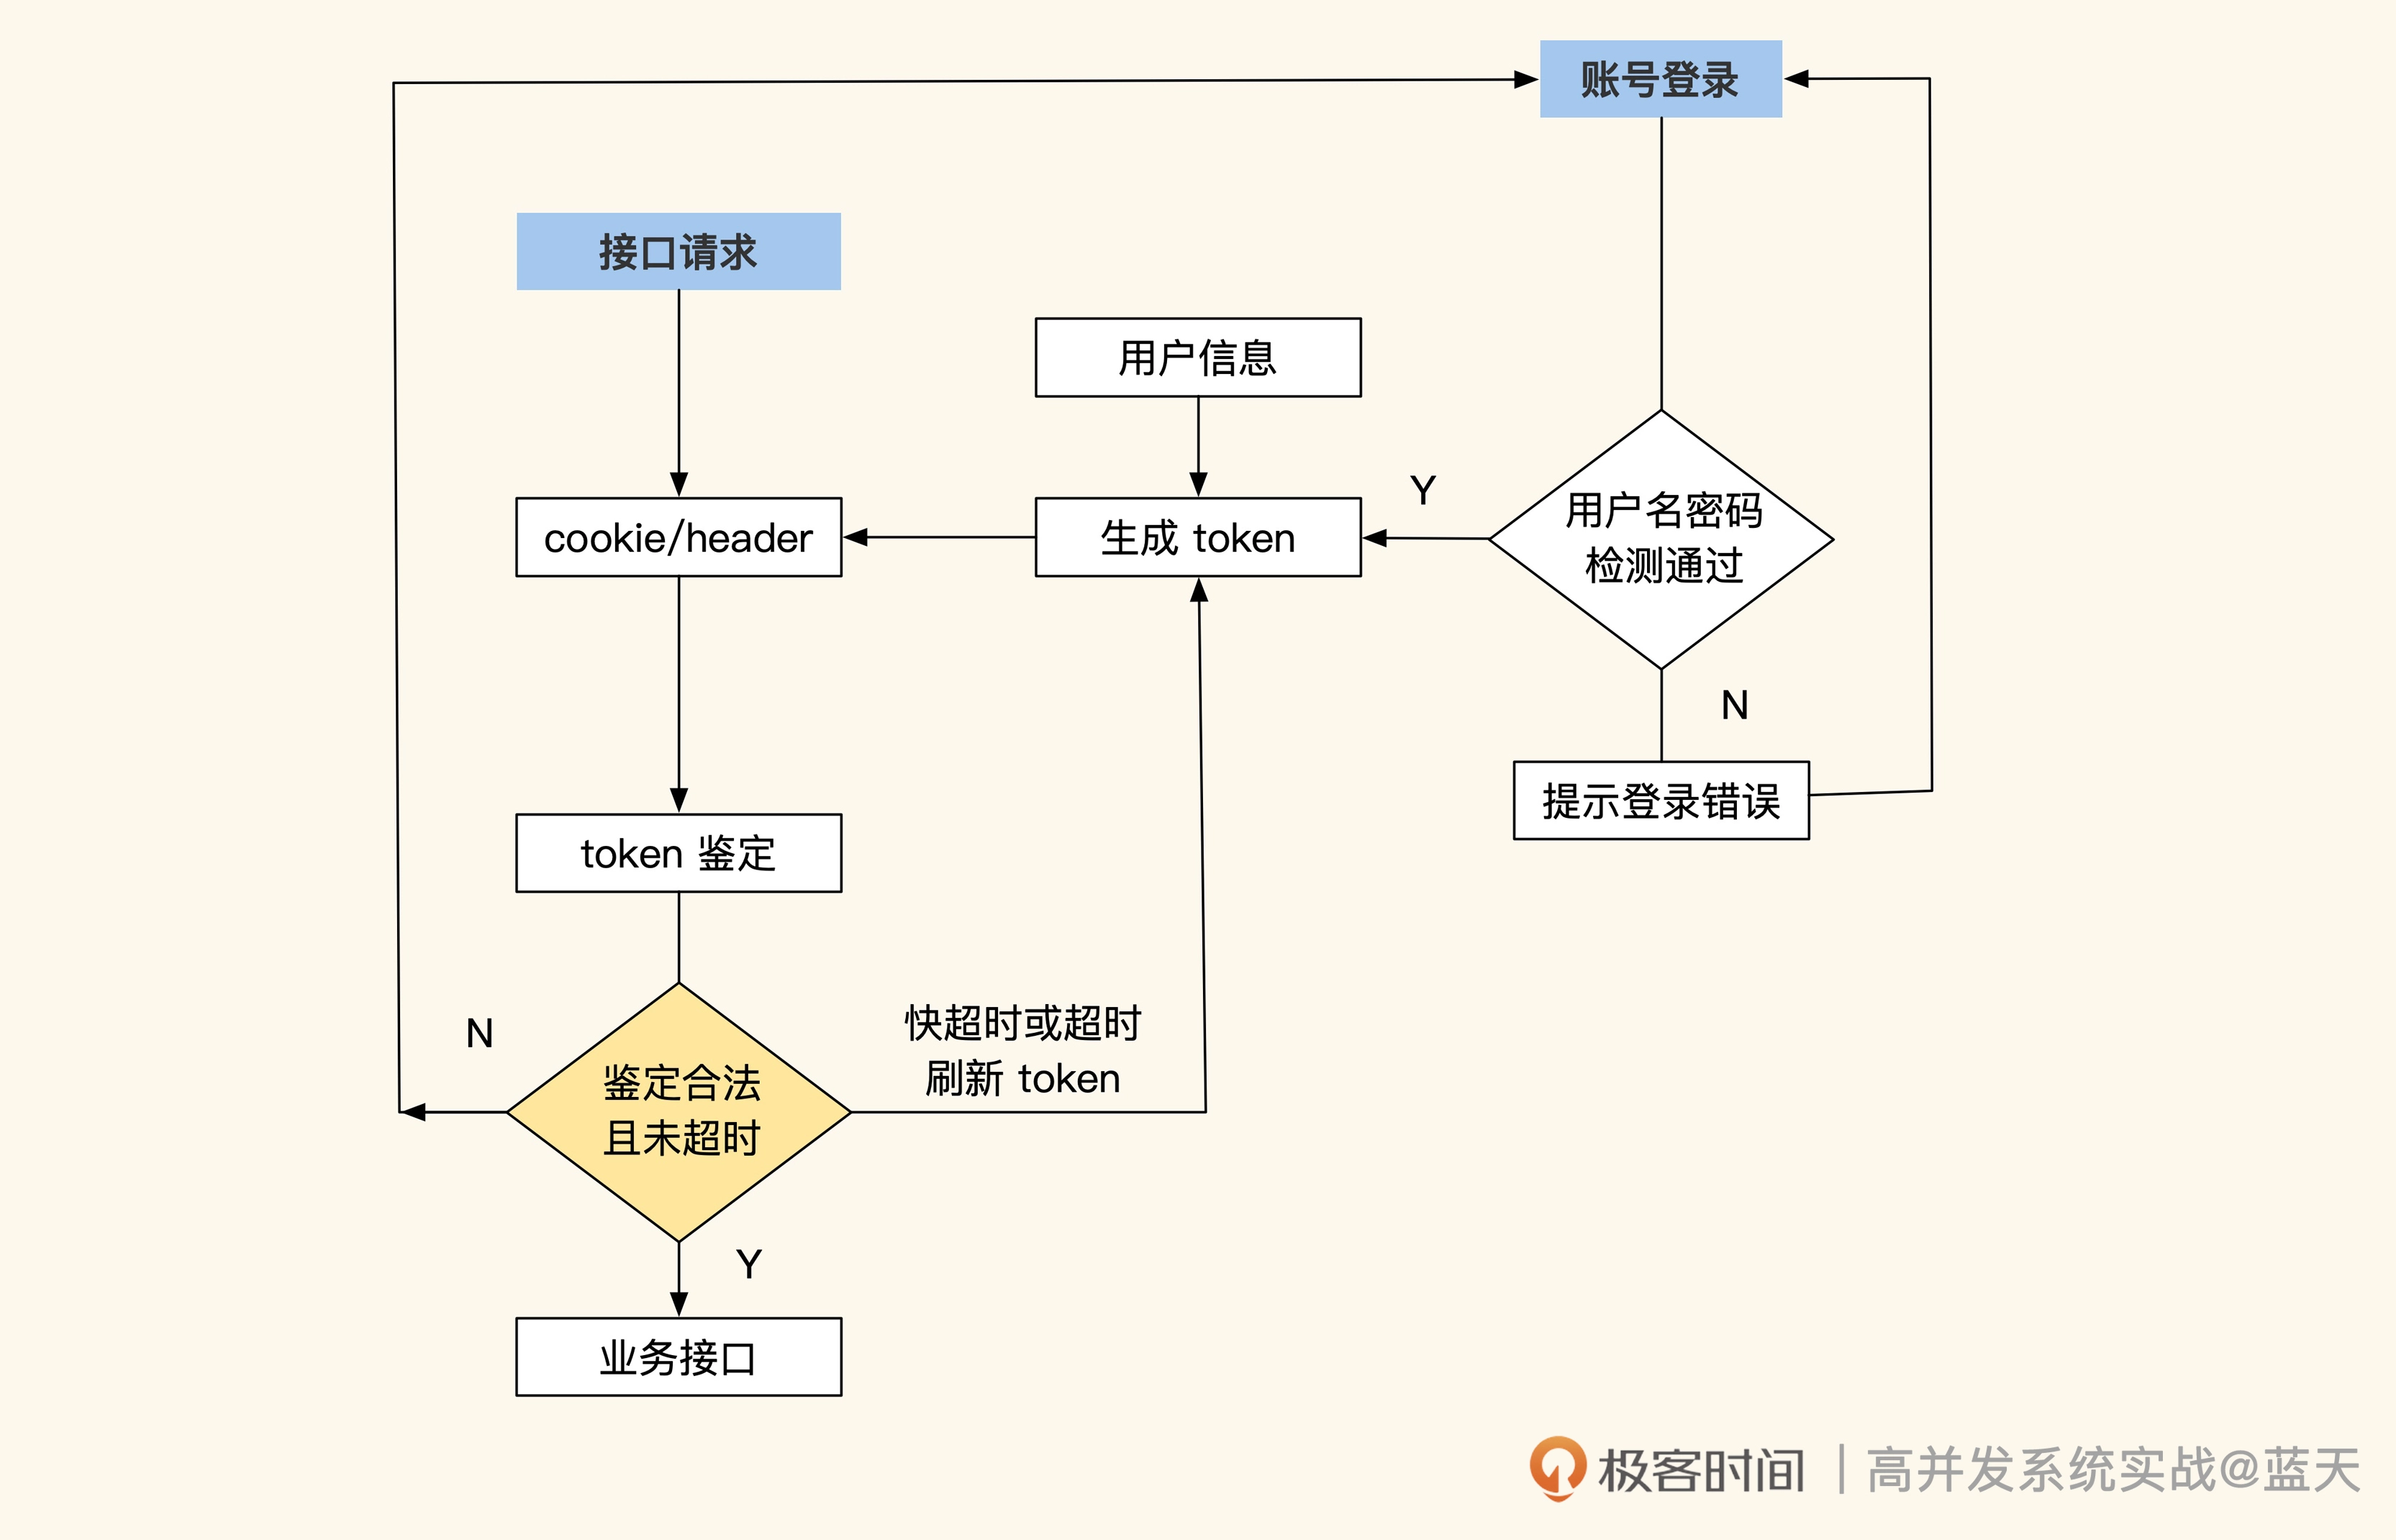 账号登录
接口请求
用户信息
Y
用户名密码
检测通过
cookie/header
生成 token
N
提示登录错误
token 鉴定
快超时或超时
刷新 token
N
鉴定合法
且未超时
Y
业务接口
极客时间 | 高并发系统实战@蓝天